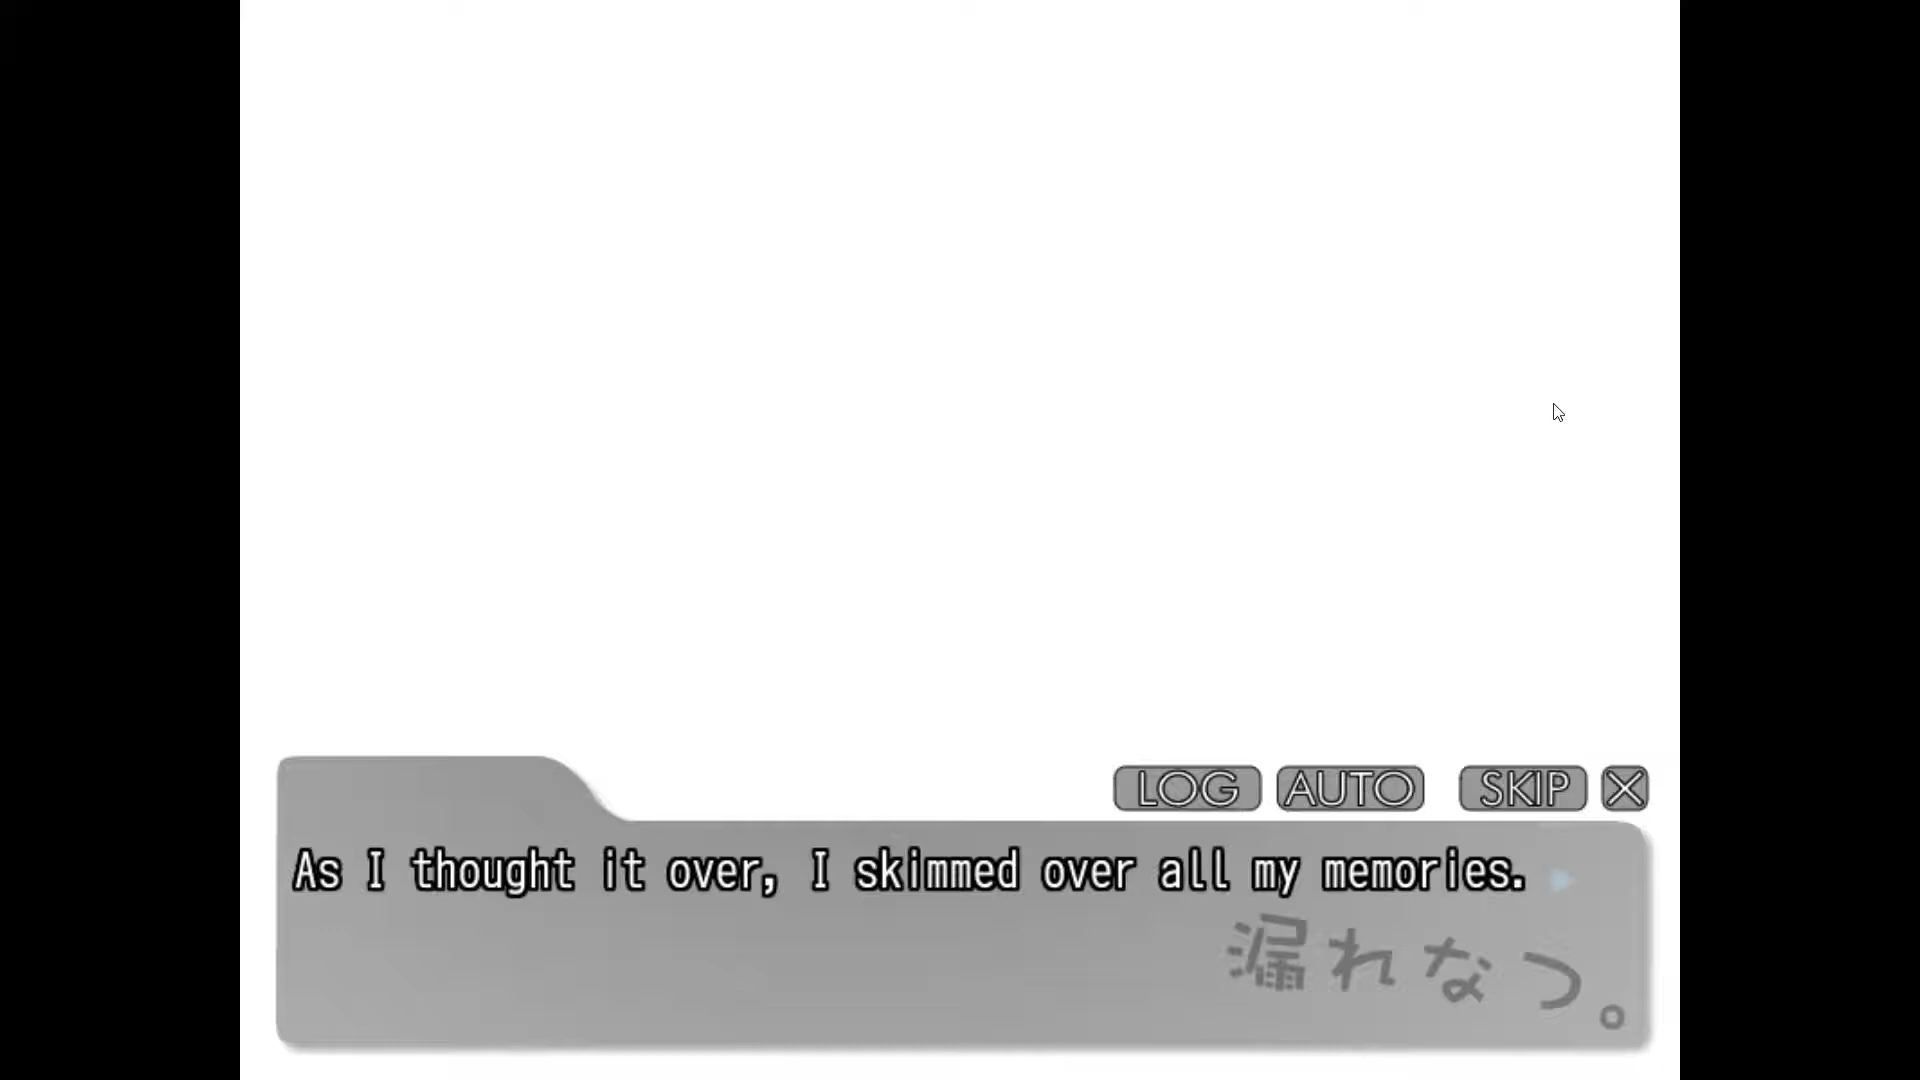 LOG AUTO SKIP X
As I thought it over, I skimmed over all my memories.
漏れなつ。